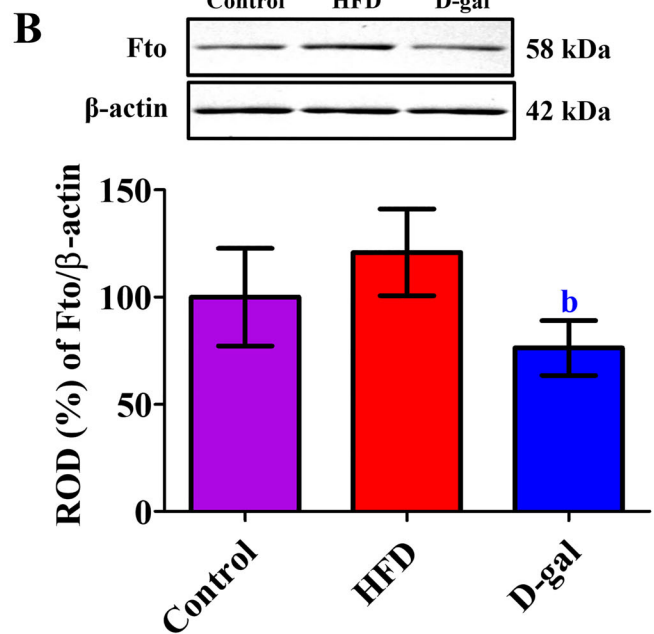 B
Control HFD D-gal
Fto 58 kDa
β-actin 42 kDa
ROD (%) of Fto/β-actin
150
100
50
0
b
Control HFD D-gal